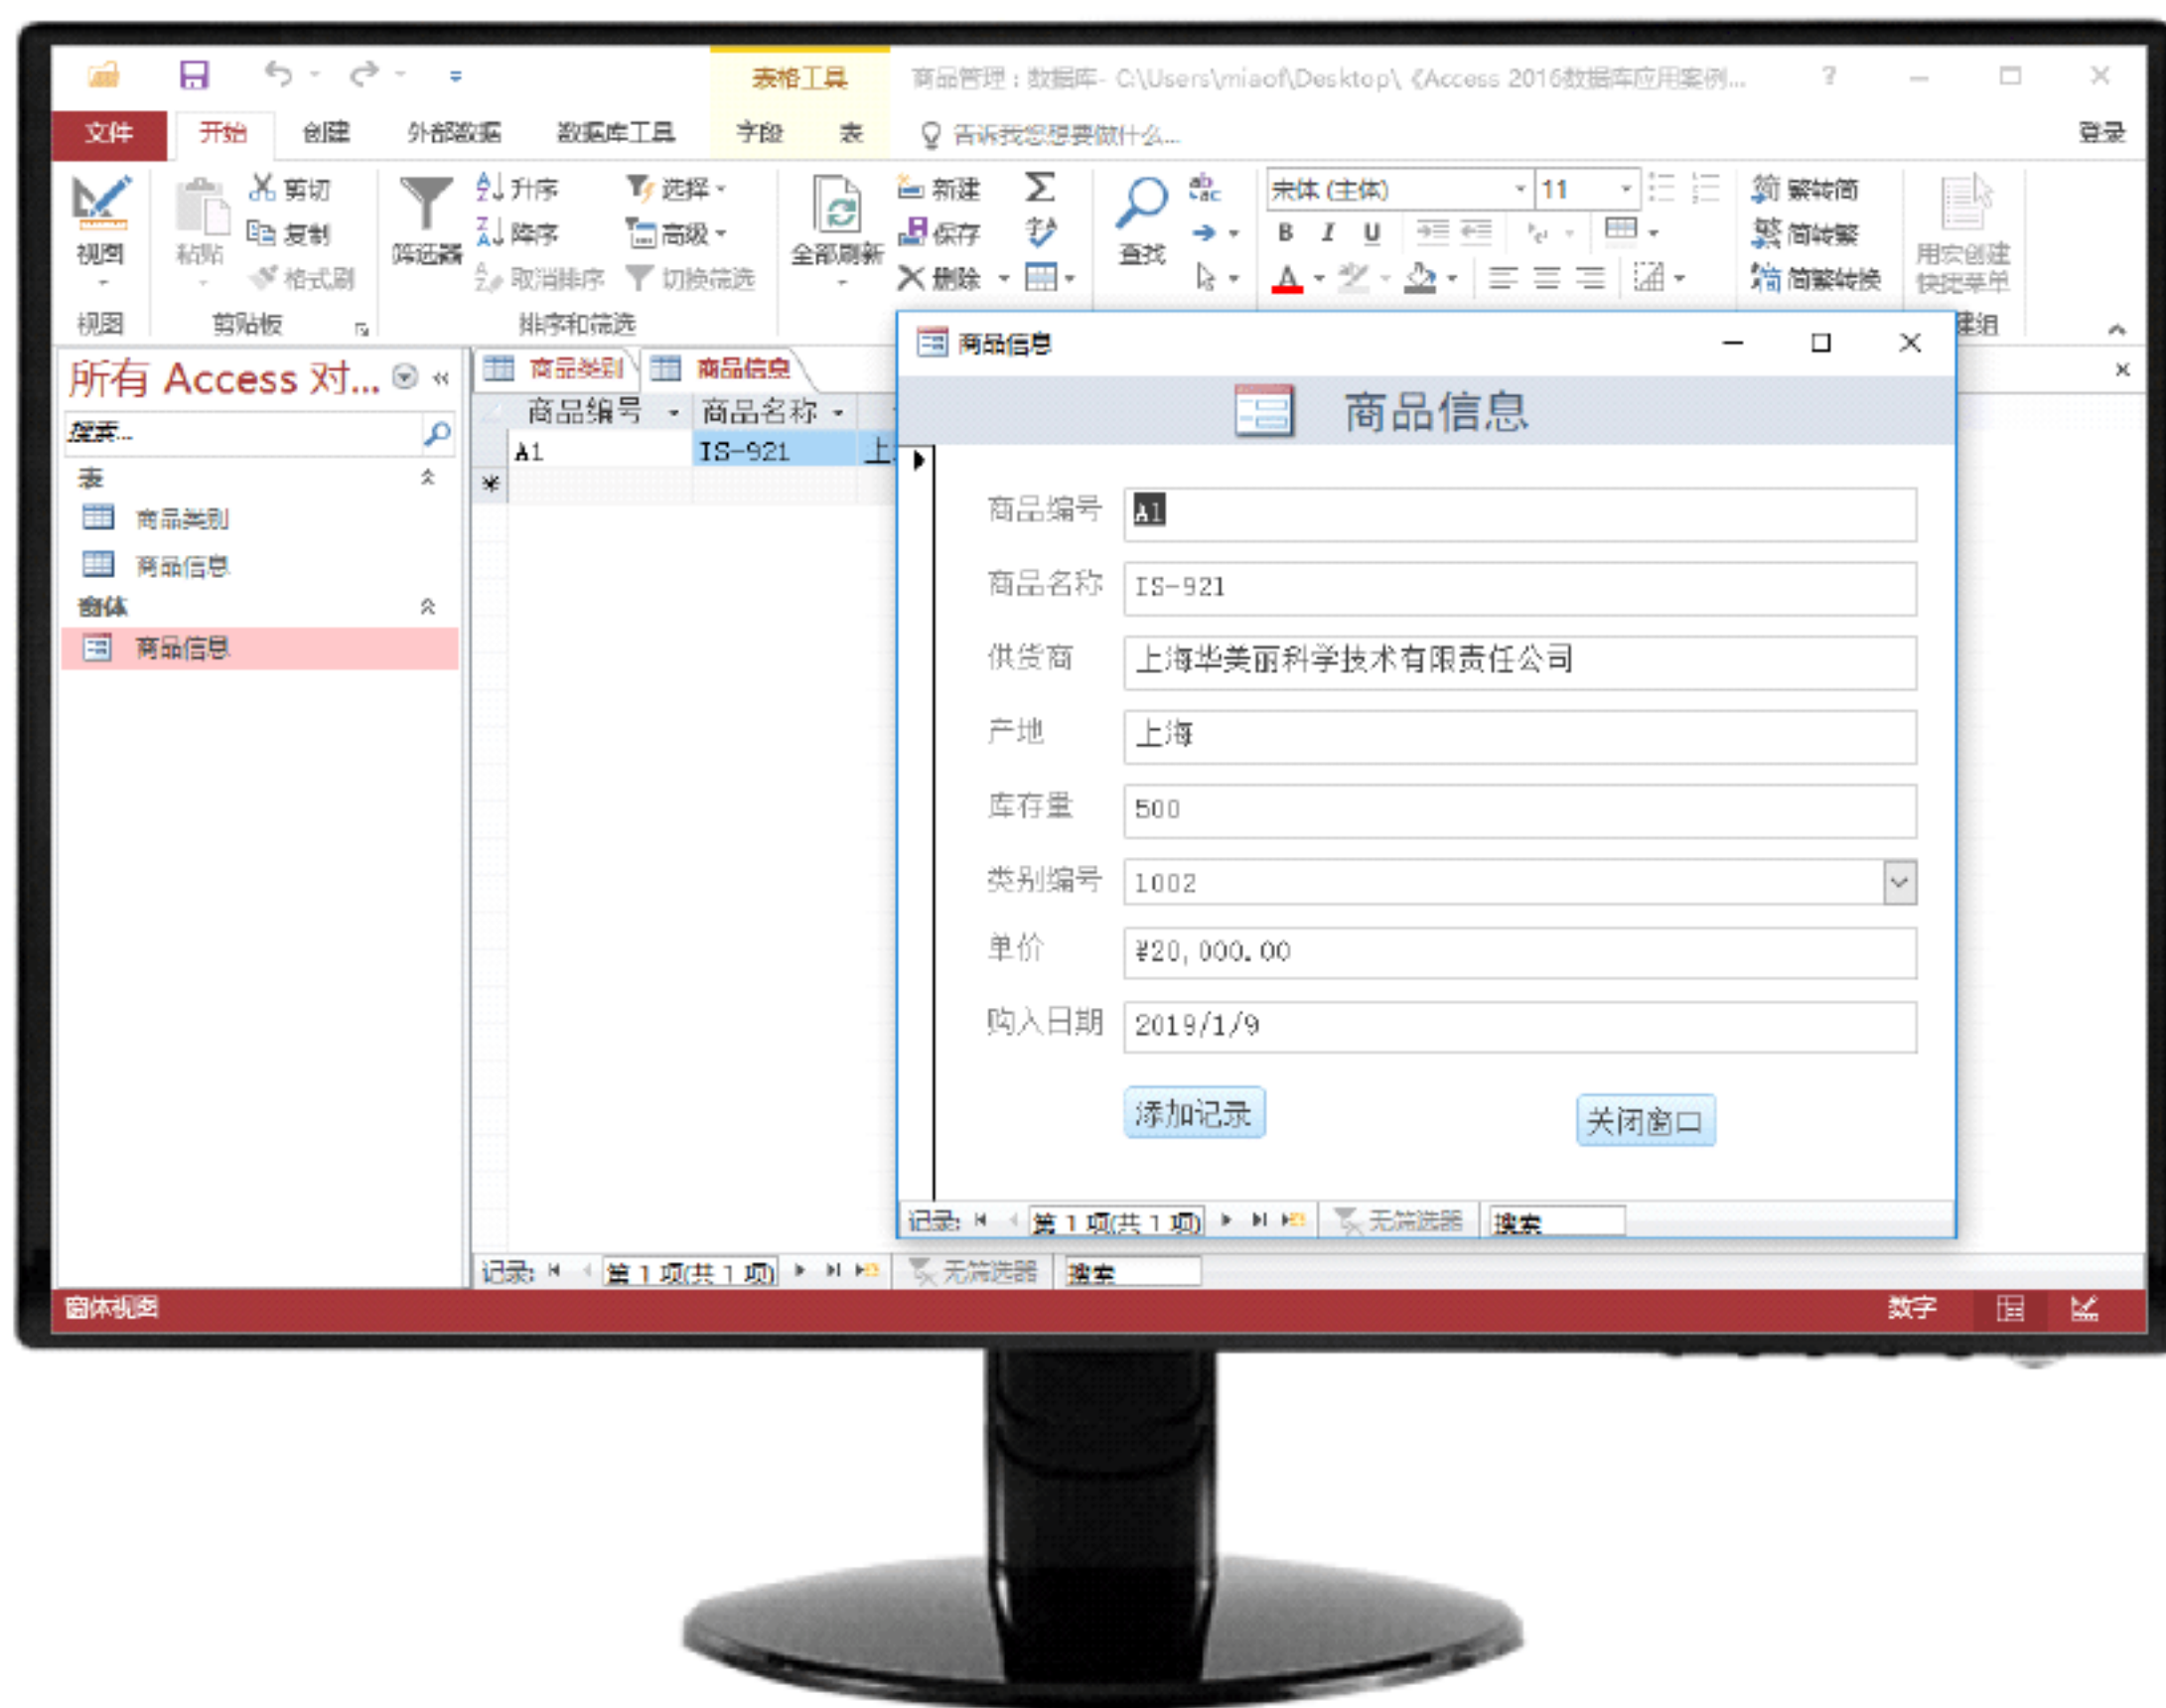 表格工具 商品管理：数据库- C:\Users\miaof\Desktop\《Access 2016数据库应用案例... ?
文件 开始 创建 外部数据 数据库工具 字段 表 告诉我您想要做什么... 登录
剪切 升序 选择 新建 宋体 (主体) 11 繁转简
复制 降序 高级 保存 B I U 简转繁
视图 粘贴 格式刷 筛选器 取消排序 切换筛选 全部刷新 删除 查找 A 简繁转换 用宏创建
快捷菜单
视图 剪贴板 排序和筛选 建组
所有 Access 对... 商品类别 商品信息
搜索...
商品编号 商品名称
A1 IS-921 上
表
商品类别
商品信息
窗体
商品信息
商品信息
商品信息
商品编号 A1
商品名称 IS-921
供货商 上海华美丽科学技术有限责任公司
产地 上海
库存量 500
类别编号 1002
单价 ¥20,000.00
购入日期 2019/1/9
添加记录 关闭窗口
记录: 第 1 项(共 1 项) 无筛选器 搜索
记录: 第 1 项(共 1 项) 无筛选器 搜索
窗体视图 数字